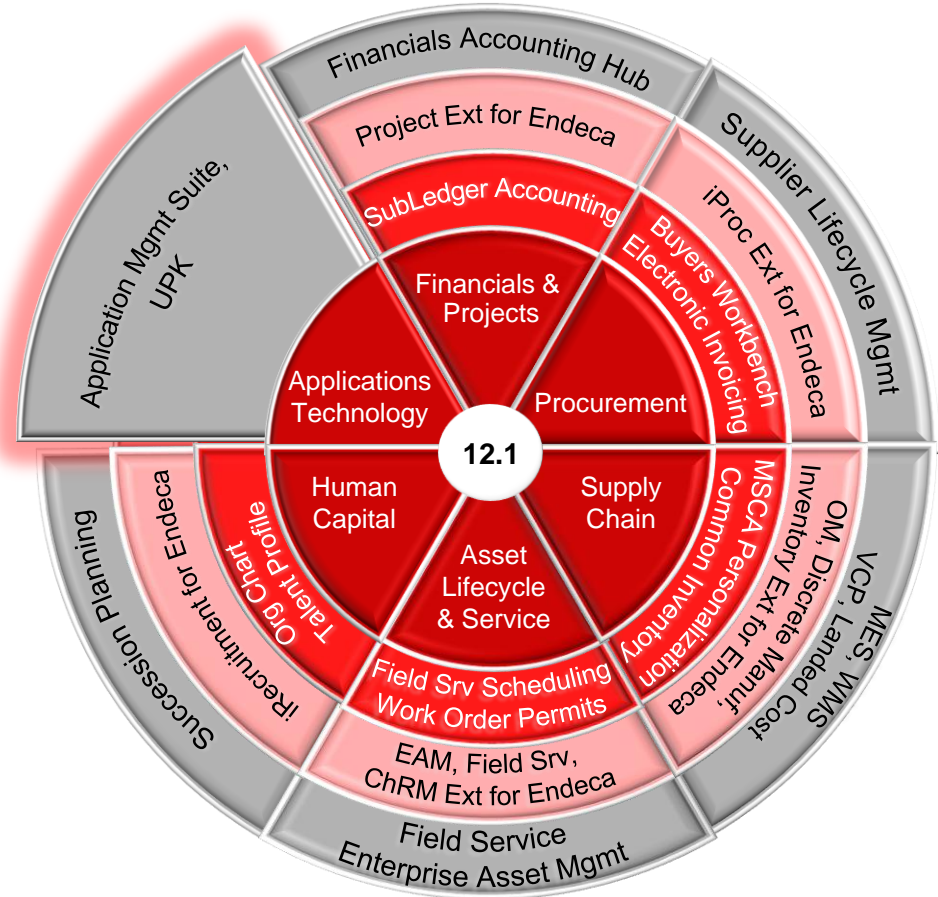 Financials Accounting Hub
Project Ext for Endeca
SubLedger Accounting
Financials &
Projects
Supplier Lifecycle Mgmt
iProc Ext for Endeca
Buyers Workbench
Electronic Invoicing
Procurement
Application Mgmt Suite,
UPK
Applications
Technology
12.1
Human
Capital
Org Chart
Talent Profile
iRecruitment for Endeca
Succession Planning
Supply
Chain
MSCA Personalization
Common Inventory
OM, Discrete Manuf,
Inventory Ext for Endeca
MES, WMS
VCP, Landed Cost
Asset
Lifecycle
& Service
Field Srv Scheduling
Work Order Permits
EAM, Field Srv,
ChRM Ext for Endeca
Field Service
Enterprise Asset Mgmt